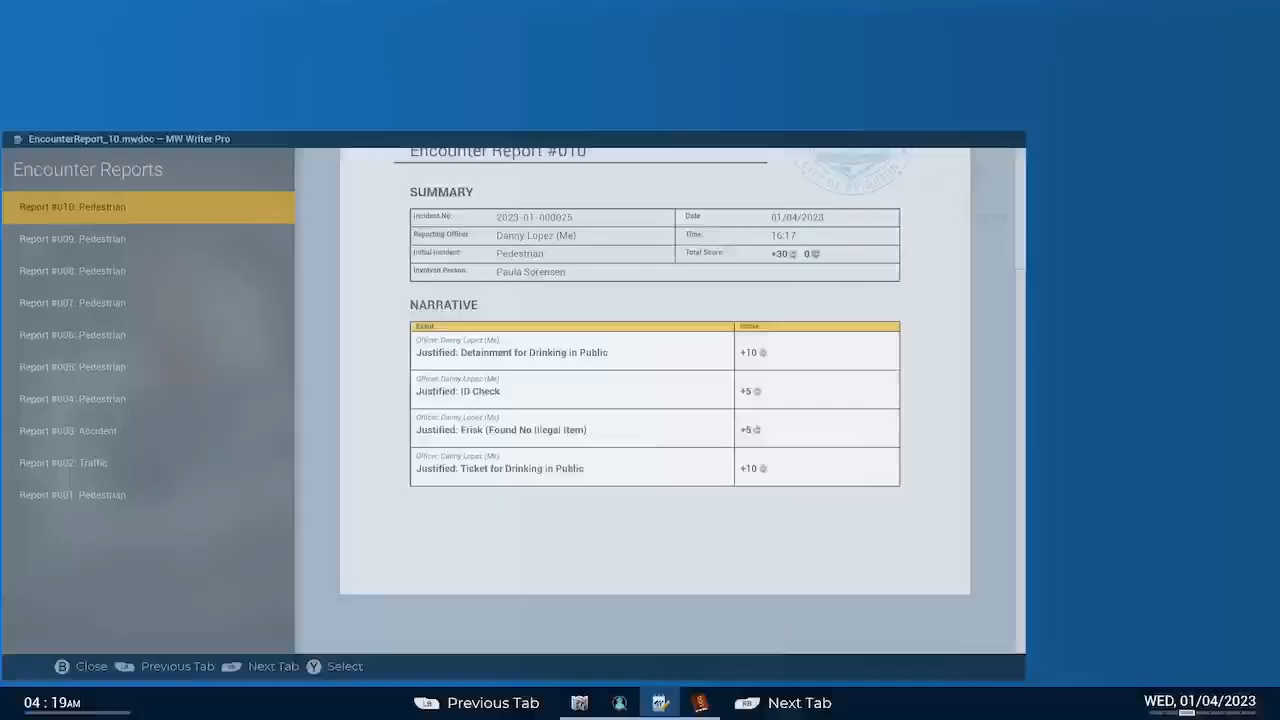 EncounterReport_10.mwdoc — MW Writer Pro
Encounter Reports
Report #010: Pedestrian
Report #009: Pedestrian
Report #008: Pedestrian
Report #007: Pedestrian
Report #006: Pedestrian
Report #005: Pedestrian
Report #004: Pedestrian
Report #003: Accident
Report #002: Traffic
Report #001: Pedestrian
Encounter Report #010
SUMMARY
Incident No: 2023-01-000025 Date 01/04/2023
Reporting Officer Danny Lopez (Me) Time: 16:17
Initial Incident: Pedestrian Total Score: +30 0
Involved Person: Paula Sorensen
NARRATIVE
Event
Officer: Danny Lopez (Me)
Justified: Detainment for Drinking in Public +10
Officer: Danny Lopez (Me)
Justified: ID Check +5
Officer: Danny Lopez (Me)
Justified: Frisk (Found No Illegal Item) +5
Officer: Danny Lopez (Me)
Justified: Ticket for Drinking in Public +10
B Close Previous Tab Next Tab Y Select
04 : 19AM LB Previous Tab RB Next Tab WED, 01/04/2023